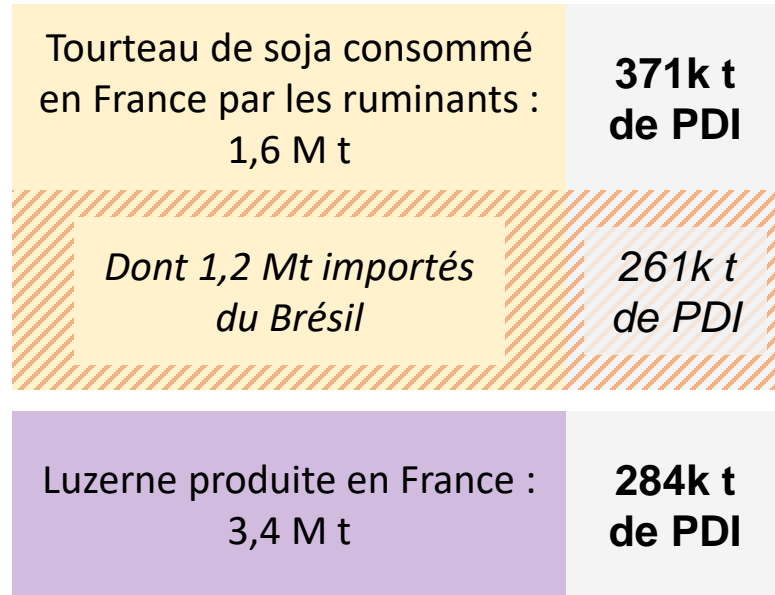 Tourteau de soja consommé
en France par les ruminants :
1,6 M t
371k t
de PDI
Dont 1,2 Mt importés
du Brésil
261k t
de PDI
Luzerne produite en France :
3,4 M t
284k t
de PDI